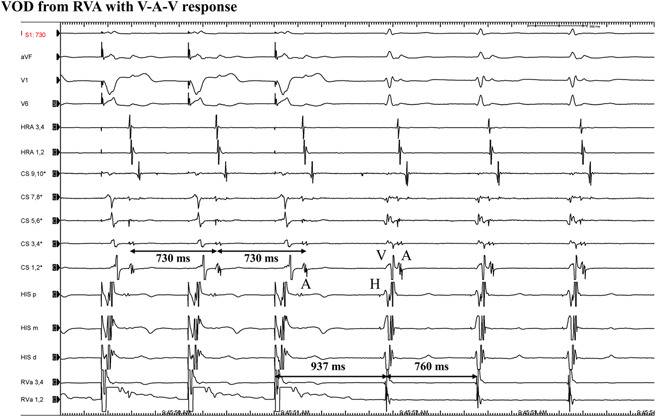 VOD from RVA with V-A-V response
I S1: 730
aVF
V1
V6
HRA 3,4
HRA 1,2
CS 9,10*
CS 7,8*
CS 5,6*
CS 3,4*
730 ms 730 ms V A
CS 1,2*
A H
HIS p
HIS m
HIS d
937 ms 760 ms
RVa 3,4
RVa 1,2